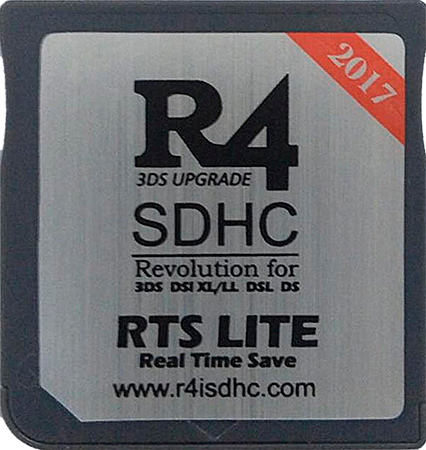 2017
R4
3DS UPGRADE
SDHC
Revolution for
3DS DSI XL/LL DSL DS
RTS LITE
Real Time Save
www.r4isdhc.com